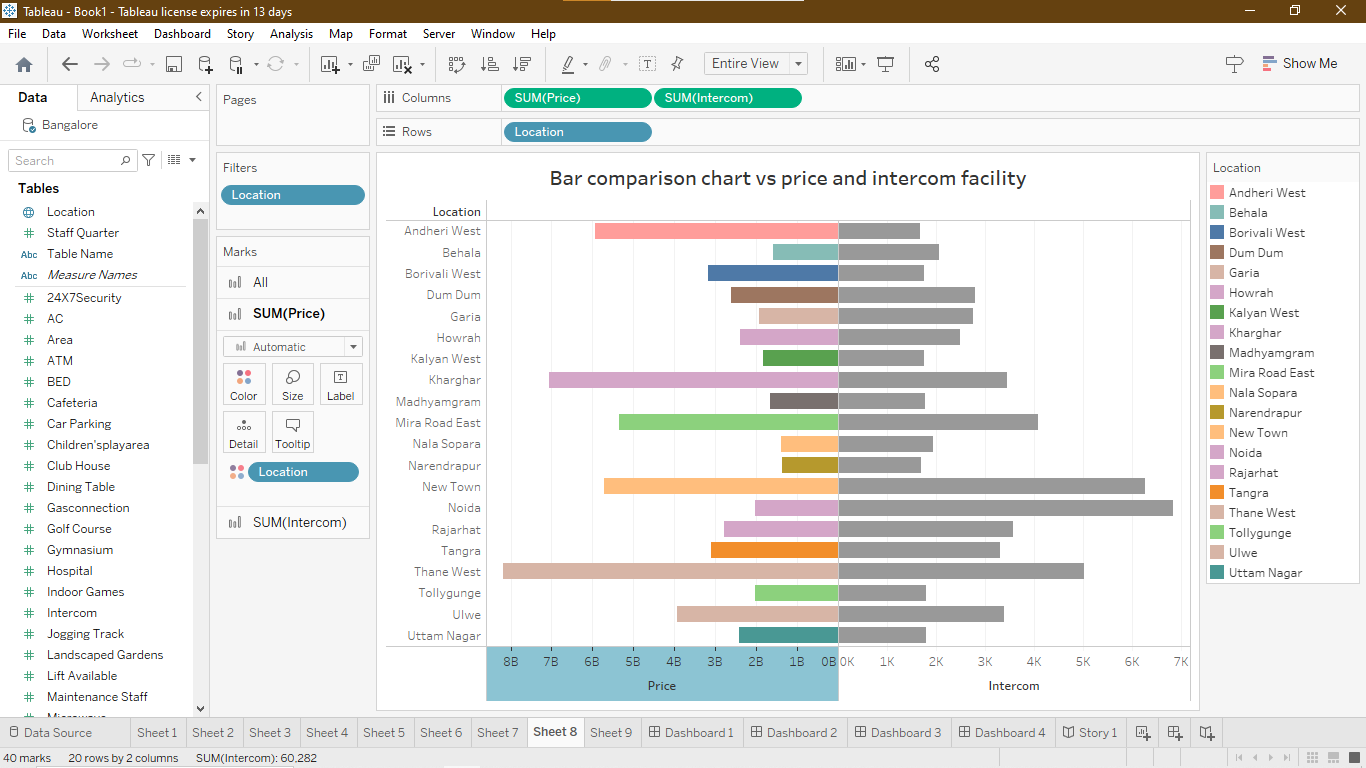 Tableau - Book1 - Tableau license expires in 13 days
File Data Worksheet Dashboard Story Analysis Map Format Server Window Help
Entire View Show Me
Data Analytics
Bangalore
Search
Tables
Location
Staff Quarter
Abc Table Name
Abc Measure Names
24X7Security
AC
Area
ATM
BED
Cafeteria
Car Parking
Children'splayarea
Club House
Dining Table
Gasconnection
Golf Course
Gymnasium
Hospital
Indoor Games
Intercom
Jogging Track
Landscaped Gardens
Lift Available
Maintenance Staff
Pages
Filters
Location
Marks
All
SUM(Price)
Automatic
Color Size Label
Detail Tooltip
Location
SUM(Intercom)
Columns SUM(Price) SUM(Intercom)
Rows Location
Bar comparison chart vs price and intercom facility
Location
Andheri West
Behala
Borivali West
Dum Dum
Garia
Howrah
Kalyan West
Kharghar
Madhyamgram
Mira Road East
Nala Sopara
Narendrapur
New Town
Noida
Rajarhat
Tangra
Thane West
Tollygunge
Ulwe
Uttam Nagar
8B 7B 6B 5B 4B 3B 2B 1B 0B 0K 1K 2K 3K 4K 5K 6K 7K
Price Intercom
Location
Andheri West
Behala
Borivali West
Dum Dum
Garia
Howrah
Kalyan West
Kharghar
Madhyamgram
Mira Road East
Nala Sopara
Narendrapur
New Town
Noida
Rajarhat
Tangra
Thane West
Tollygunge
Ulwe
Uttam Nagar
Data Source Sheet 1 Sheet 2 Sheet 3 Sheet 4 Sheet 5 Sheet 6 Sheet 7 Sheet 8 Sheet 9 Dashboard 1 Dashboard 2 Dashboard 3 Dashboard 4 Story 1
40 marks 20 rows by 2 columns SUM(Intercom): 60,282